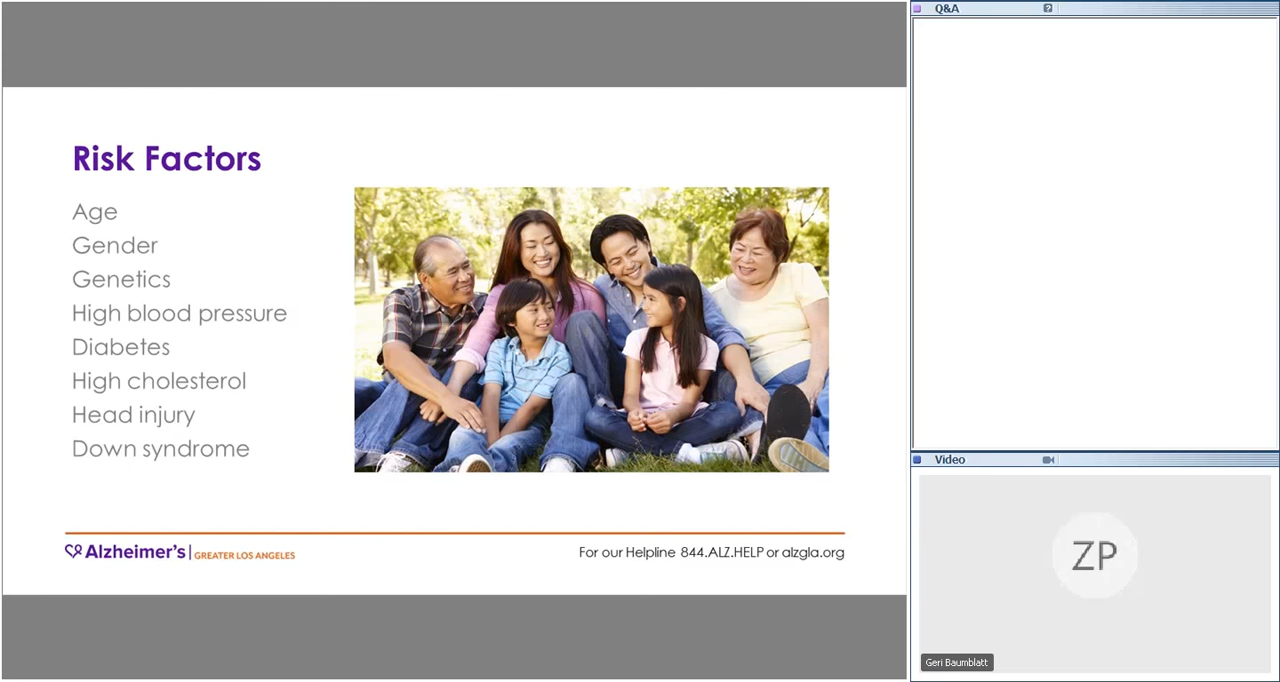 Risk Factors
Age
Gender
Genetics
High blood pressure
Diabetes
High cholesterol
Head injury
Down syndrome
Alzheimer's | GREATER LOS ANGELES
For our Helpline 844.ALZ.HELP or alzgla.org
Q&A
?
Video
ZP
Geri Baumblatt